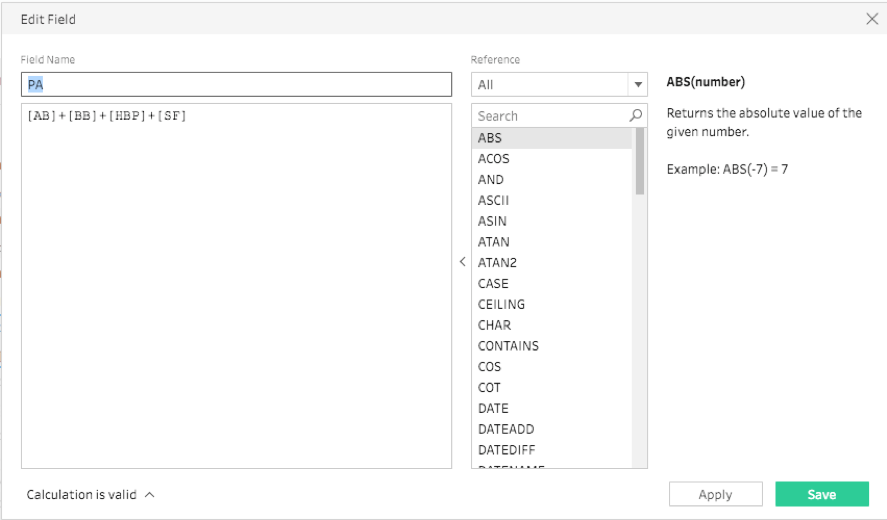 Edit Field
Field Name
PA
[AB]+[BB]+[HBP]+[SF]
Reference
All
Search
ABS
ACOS
AND
ASCII
ASIN
ATAN
ATAN2
CASE
CEILING
CHAR
CONTAINS
COS
COT
DATE
DATEADD
DATEDIFF
DATENAME
ABS(number)
Returns the absolute value of the
given number.
Example: ABS(-7) = 7
Calculation is valid
Apply
Save